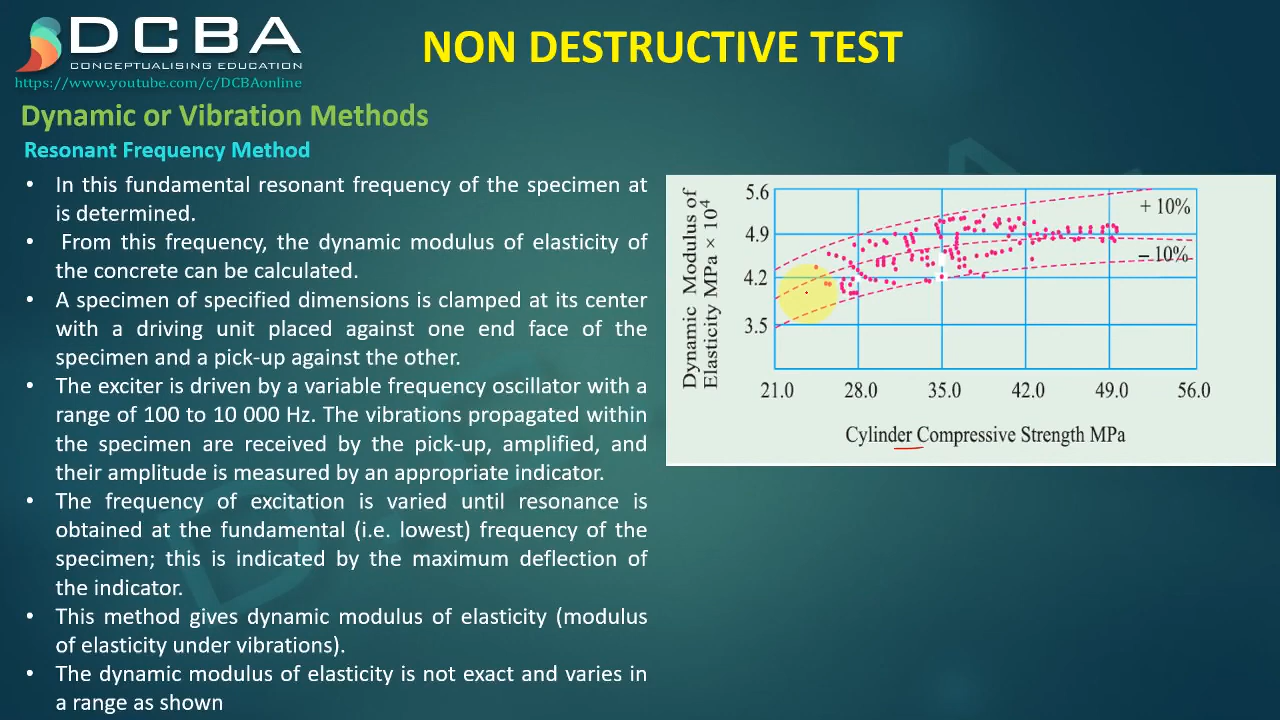 DCBA
CONCEPTUALISING EDUCATION
https://www.youtube.com/c/DCBAonline
NON DESTRUCTIVE TEST
Dynamic or Vibration Methods
Resonant Frequency Method
• In this fundamental resonant frequency of the specimen at
is determined.
• From this frequency, the dynamic modulus of elasticity of
the concrete can be calculated.
• A specimen of specified dimensions is clamped at its center
with a driving unit placed against one end face of the
specimen and a pick-up against the other.
• The exciter is driven by a variable frequency oscillator with a
range of 100 to 10 000 Hz. The vibrations propagated within
the specimen are received by the pick-up, amplified, and
their amplitude is measured by an appropriate indicator.
• The frequency of excitation is varied until resonance is
obtained at the fundamental (i.e. lowest) frequency of the
specimen; this is indicated by the maximum deflection of
the indicator.
• This method gives dynamic modulus of elasticity (modulus
of elasticity under vibrations).
• The dynamic modulus of elasticity is not exact and varies in
a range as shown
Dynamic Modulus of
Elasticity MPa × 10⁴
5.6
4.9
4.2
3.5
+ 10%
– 10%
21.0 28.0 35.0 42.0 49.0 56.0
Cylinder Compressive Strength MPa